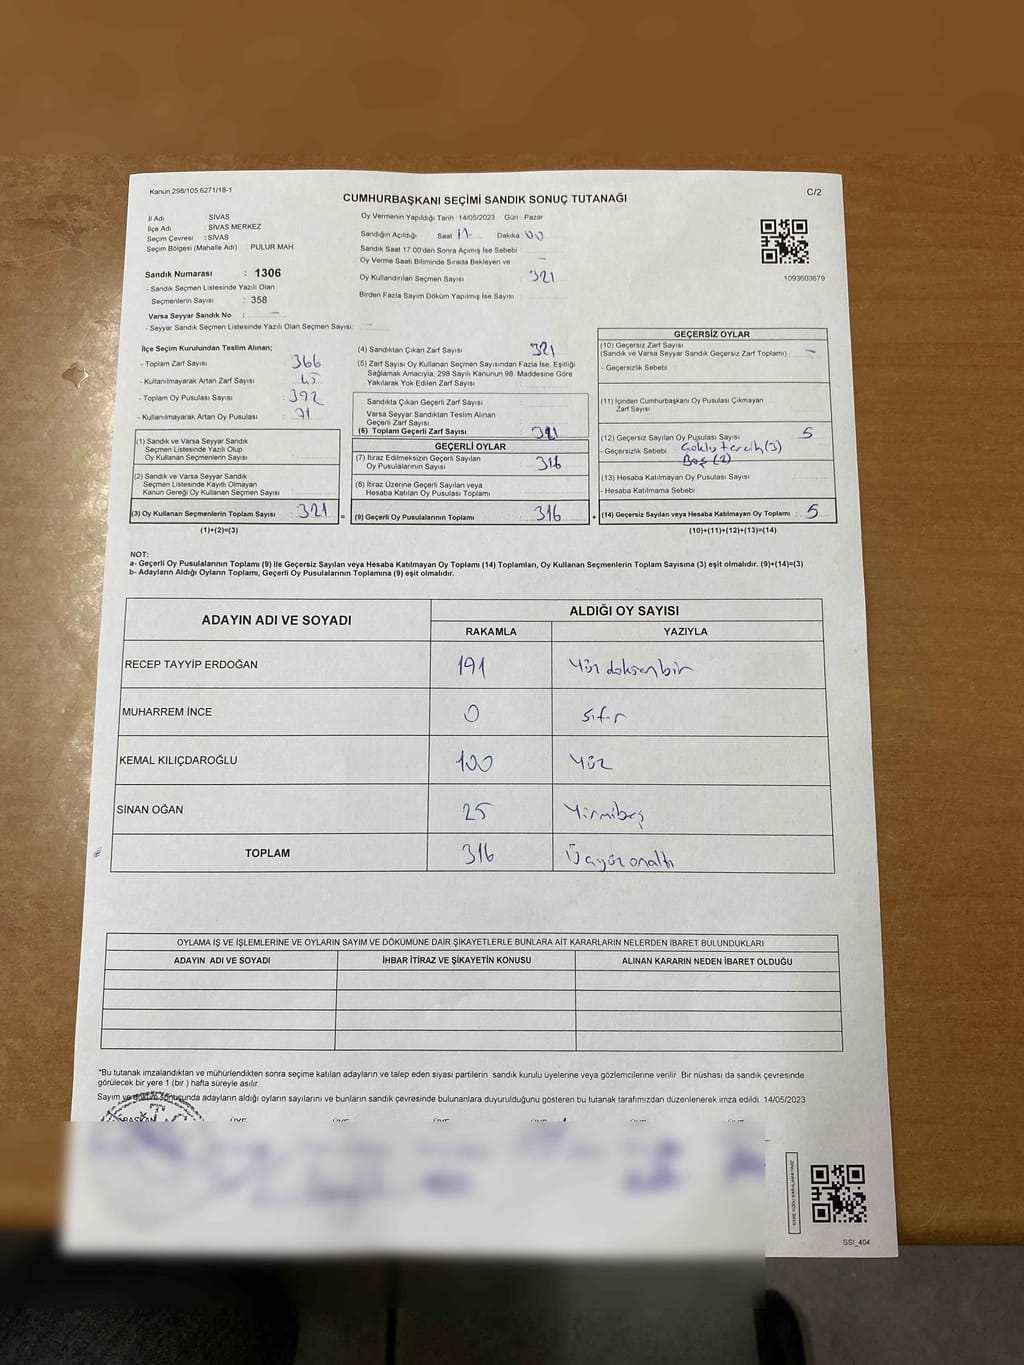 Kanun,298/105,6271/18-1
C/2
CUMHURBAŞKANI SEÇİMİ SANDIK SONUÇ TUTANAĞI
İl Adı : SİVAS
İlçe Adı : SİVAS MERKEZ
Seçim Çevresi : SİVAS
Seçim Bölgesi (Mahalle Adı) PULUR MAH.
Sandık Numarası : 1306
- Sandık Seçmen Listesinde Yazılı Olan
Seçmenlerin Sayısı : 358
Varsa Seyyar Sandık No : —
- Seyyar Sandık Seçmen Listesinde Yazılı Olan Seçmen Sayısı: —
Oy Vermenin Yapıldığı Tarih :14/05/2023 Gün : Pazar
Sandığın Açıldığı Saat 17 Dakika 00
Sandık Saat 17.00'den Sonra Açımış İse Sebebi
Oy Verme Saati Bitiminde Sırada Bekleyen ve —
Oy Kullandırılan Seçmen Sayısı 321
Birden Fazla Sayım Döküm Yapılmış İse Sayısı
1093603679
İlçe Seçim Kurulundan Teslim Alınan;
- Toplam Zarf Sayısı 366
- Kullanılmayarak Artan Zarf Sayısı 45
- Toplam Oy Pusulası Sayısı 392
- Kullanılmayarak Artan Oy Pusulası 71
(1) Sandık ve Varsa Seyyar Sandık
Seçmen Listesinde Yazılı Olup
Oy Kullanan Seçmen Sayısı
(2) Sandık ve Varsa Seyyar Sandık
Seçmen Listesinde Kayıtlı Olmayan
Kanun Gereği Oy Kullanan Seçmen Sayısı
(3) Oy Kullanan Seçmenlerin Toplam Sayısı 321 =
(1)+(2)=(3)
(4) Sandıktan Çıkan Zarf Sayısı 321
(5) Zarf Sayısı Oy Kullanan Seçmen Sayısından Fazla İse, Eşitliği
Sağlamak Amacıyla, 298 Sayılı Kanunun 98. Maddesine Göre
Yakılarak Yok Edilen Zarf Sayısı
Sandıkta Çıkan Geçerli Zarf Sayısı
Varsa Seyyar Sandıktan Teslim Alınan
Geçerli Zarf Sayısı
(6) Toplam Geçerli Zarf Sayısı 321
GEÇERLİ OYLAR
(7) İtiraz Edilmeksizin Geçerli Sayılan
Oy Pusulalarının Sayısı 316
(8) İtiraz Üzerine Geçerli Sayılan veya
Hesaba Katılan Oy Pusulası Toplamı
(9) Geçerli Oy Pusulalarının Toplamı 316 +
GEÇERSİZ OYLAR
(10) Geçersiz Zarf Sayısı
(Sandık ve Varsa Seyyar Sandık Geçersiz Zarf Toplamı) —
- Geçersizlik Sebebi
(11) İçinden Cumhurbaşkanı Oy Pusulası Çıkmayan
Zarf Sayısı
(12) Geçersiz Sayılan Oy Pusulası Sayısı 5
- Geçersizlik Sebebi Çoklu tercih (3)
Boş (2)
(13) Hesaba Katılmayan Oy Pusulası Sayısı
- Hesaba Katılmama Sebebi
(14) Geçersiz Sayılan veya Hesaba Katılmayan Oy Toplamı 5
(10)+(11)+(12)+(13)=(14)
NOT:
a- Geçerli Oy Pusulalarının Toplamı (9) ile Geçersiz Sayılan veya Hesaba Katılmayan Oy Toplamı (14) Toplamları, Oy Kullanan Seçmenlerin Toplam Sayısına (3) eşit olmalıdır. (9)+(14)=(3)
b- Adayların Aldığı Oyların Toplamı, Geçerli Oy Pusulalarının Toplamına (9) eşit olmalıdır.
ADAYIN ADI VE SOYADI ALDIĞI OY SAYISI
RAKAMLA YAZIYLA
RECEP TAYYİP ERDOĞAN 191 Yüz doksan bir
MUHARREM İNCE 0 sıfır
KEMAL KILIÇDAROĞLU 100 Yüz
SİNAN OĞAN 25 Yirmibeş
TOPLAM 316 Üçyüzonaltı
OYLAMA İŞ VE İŞLEMLERİNE VE OYLARIN SAYIM VE DÖKÜMÜNE DAİR ŞİKAYETLERLE BUNLARA AİT KARARLARIN NELERDEN İBARET BULUNDUKLARI
ADAYIN ADI VE SOYADI İHBAR İTİRAZ VE ŞİKAYETİN KONUSU ALINAN KARARIN NEDEN İBARET OLDUĞU
*Bu tutanak imzalandıktan ve mühürlendikten sonra seçime katılan adayların ve talep eden siyasi partilerin sandık kurulu üyelerine veya gözlemcilerine verilir. Bir nüshası da sandık çevresinde
görülecek bir yere 1 (bir ) hafta süreyle asılır.
Sayım ve döküm sonucunda adayların aldığı oyların sayılarını ve bunların sandık çevresinde bulunanlara duyurulduğunu gösteren bu tutanak tarafımızdan düzenlenerek imza edildi. 14/05/2023
BAŞKAN ÜYE ÜYE ÜYE ÜYE ÜYE ÜYE
SSI_404